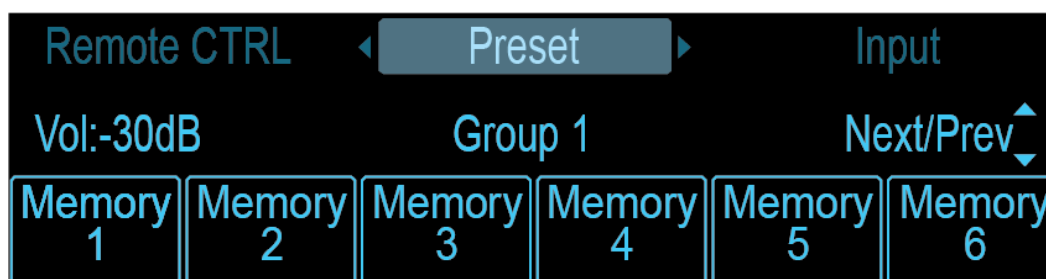 Remote CTRL Preset Input
Vol:-30dB Group 1 Next/Prev
Memory Memory Memory Memory Memory Memory
1 2 3 4 5 6